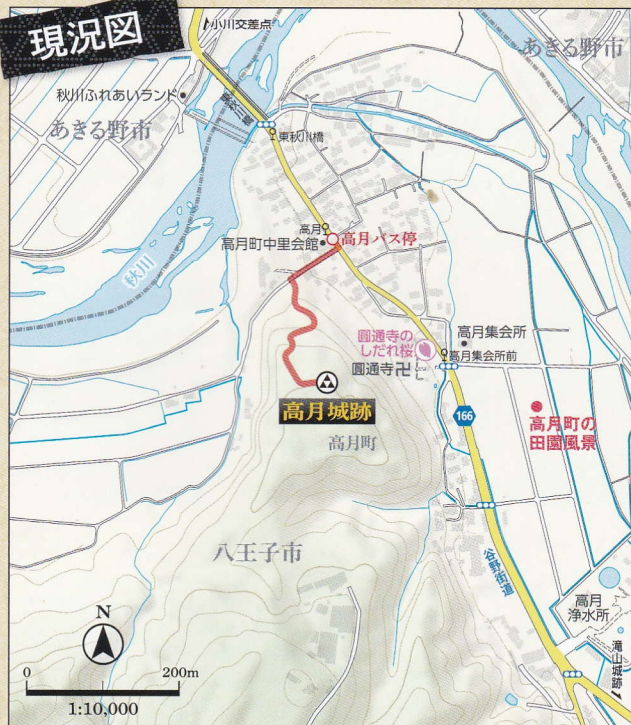 現況図
小川交差点
あきる野市
秋川ふれあいランド
あきる野市
東秋川橋
東秋川橋
高月
高月バス停
高月町中里会館
秋川
圓通寺の
しだれ桜
圓通寺
高月集会所
高月集会所前
高月城跡
高月町
166
高月町の
田園風景
八王子市
谷野街道
高月
浄水所
滝山城跡
N
0 200m
1:10,000